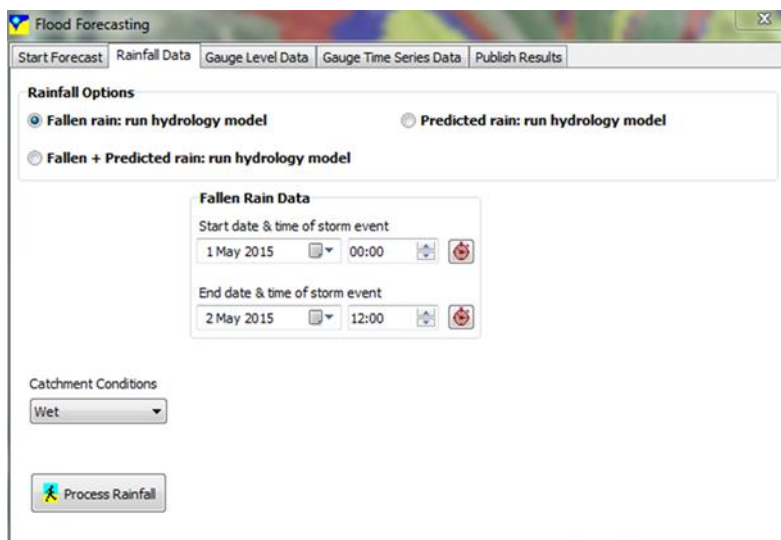 Flood Forecasting
Start Forecast Rainfall Data Gauge Level Data Gauge Time Series Data Publish Results
Rainfall Options
Fallen rain: run hydrology model Predicted rain: run hydrology model
Fallen + Predicted rain: run hydrology model
Fallen Rain Data
Start date & time of storm event
1 May 2015 00:00
End date & time of storm event
2 May 2015 12:00
Catchment Conditions
Wet
Process Rainfall